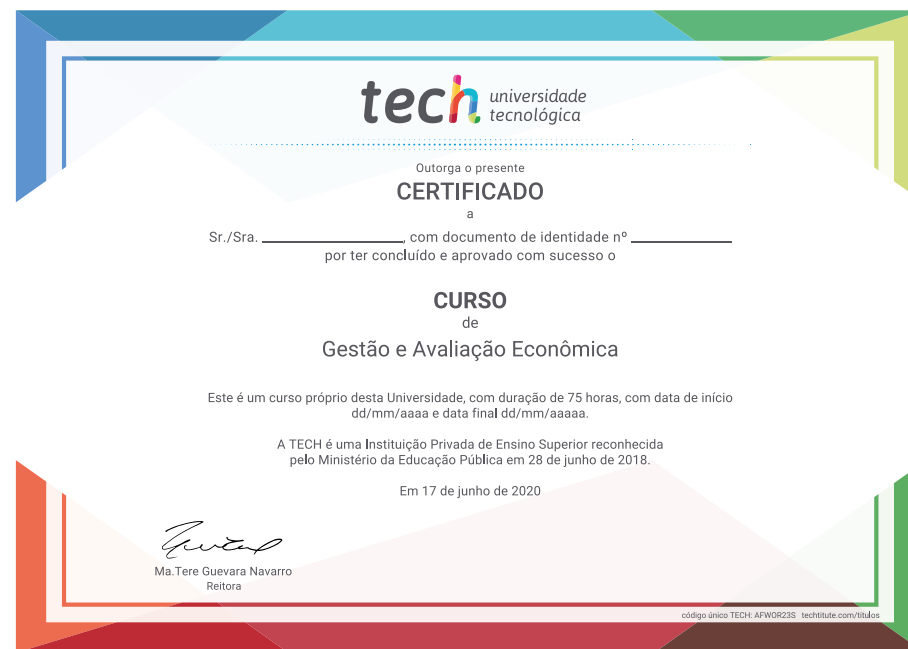 tech universidade
tecnológica
Outorga o presente
CERTIFICADO
a
Sr./Sra. ____________, com documento de identidade nº ____________
por ter concluído e aprovado com sucesso o
CURSO
de
Gestão e Avaliação Econômica
Este é um curso próprio desta Universidade, com duração de 75 horas, com data de início
dd/mm/aaaa e data final dd/mm/aaaaa.
A TECH é uma Instituição Privada de Ensino Superior reconhecida
pelo Ministério da Educação Pública em 28 de junho de 2018.
Em 17 de junho de 2020
Ma.Tere Guevara Navarro
Reitora
código único TECH: AFWOR23S techtitute.com/titulos